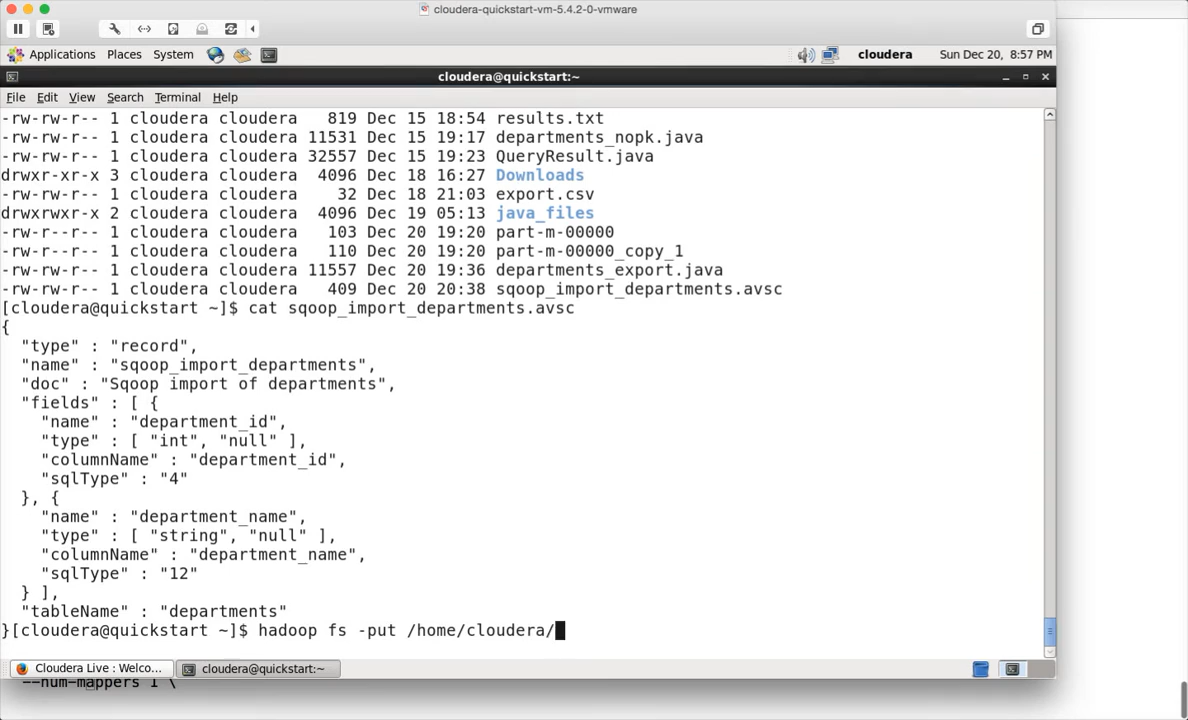 cloudera-quickstart-vm-5.4.2-0-vmware
Applications Places System cloudera Sun Dec 20, 8:57 PM
cloudera@quickstart:~
File Edit View Search Terminal Help
-rw-rw-r-- 1 cloudera cloudera 819 Dec 15 18:54 results.txt
-rw-rw-r-- 1 cloudera cloudera 11531 Dec 15 19:17 departments_nopk.java
-rw-rw-r-- 1 cloudera cloudera 32557 Dec 15 19:23 QueryResult.java
drwxr-xr-x 3 cloudera cloudera 4096 Dec 18 16:27 Downloads
-rw-rw-r-- 1 cloudera cloudera 32 Dec 18 21:03 export.csv
drwxrwxr-x 2 cloudera cloudera 4096 Dec 19 05:13 java_files
-rw-r--r-- 1 cloudera cloudera 103 Dec 20 19:20 part-m-00000
-rw-r--r-- 1 cloudera cloudera 110 Dec 20 19:20 part-m-00000_copy_1
-rw-rw-r-- 1 cloudera cloudera 11557 Dec 20 19:36 departments_export.java
-rw-rw-r-- 1 cloudera cloudera 409 Dec 20 20:38 sqoop_import_departments.avsc
[cloudera@quickstart ~]$ cat sqoop_import_departments.avsc
{
"type" : "record",
"name" : "sqoop_import_departments",
"doc" : "Sqoop import of departments",
"fields" : [ {
"name" : "department_id",
"type" : [ "int", "null" ],
"columnName" : "department_id",
"sqlType" : "4"
}, {
"name" : "department_name",
"type" : [ "string", "null" ],
"columnName" : "department_name",
"sqlType" : "12"
} ],
"tableName" : "departments"
}[cloudera@quickstart ~]$ hadoop fs -put /home/cloudera/
Cloudera Live : Welco... cloudera@quickstart:~
--num-mappers 1 \